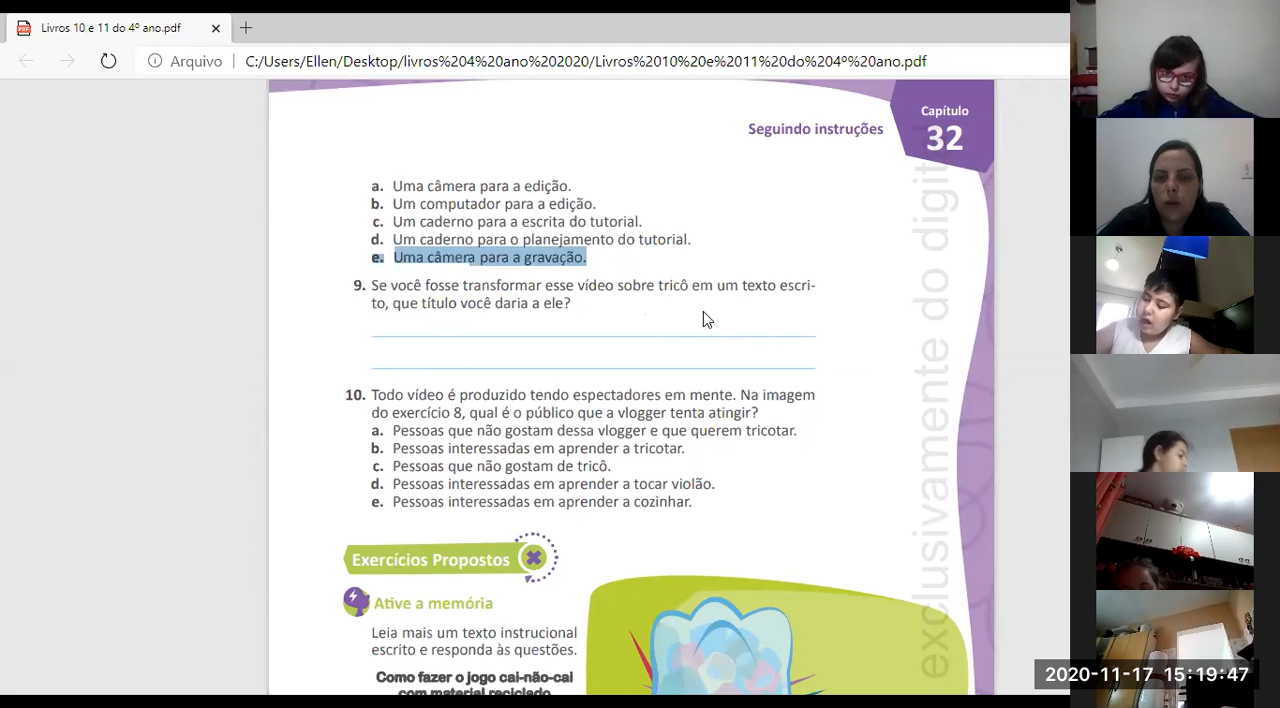 Livros 10 e 11 do 4º ano.pdf
Arquivo
C:/Users/Ellen/Desktop/livros%204%20ano%202020/Livros%2010%20e%2011%20do%204º%20ano.pdf
Capítulo
32
Seguindo instruções
a. Uma câmera para a edição.
b. Um computador para a edição.
c. Um caderno para a escrita do tutorial.
d. Um caderno para o planejamento do tutorial.
e. Uma câmera para a gravação.
9. Se você fosse transformar esse vídeo sobre tricô em um texto escri-
to, que título você daria a ele?
10. Todo vídeo é produzido tendo espectadores em mente. Na imagem
do exercício 8, qual é o público que a vlogger tenta atingir?
a. Pessoas que não gostam dessa vlogger e que querem tricotar.
b. Pessoas interessadas em aprender a tricotar.
c. Pessoas que não gostam de tricô.
d. Pessoas interessadas em aprender a tocar violão.
e. Pessoas interessadas em aprender a cozinhar.
Exercícios Propostos
Ative a memória
Leia mais um texto instrucional
escrito e responda às questões.
Como fazer o jogo cai-não-cai
com material reciclado
exclusivamente do digit
2020-11-17 15:19:47